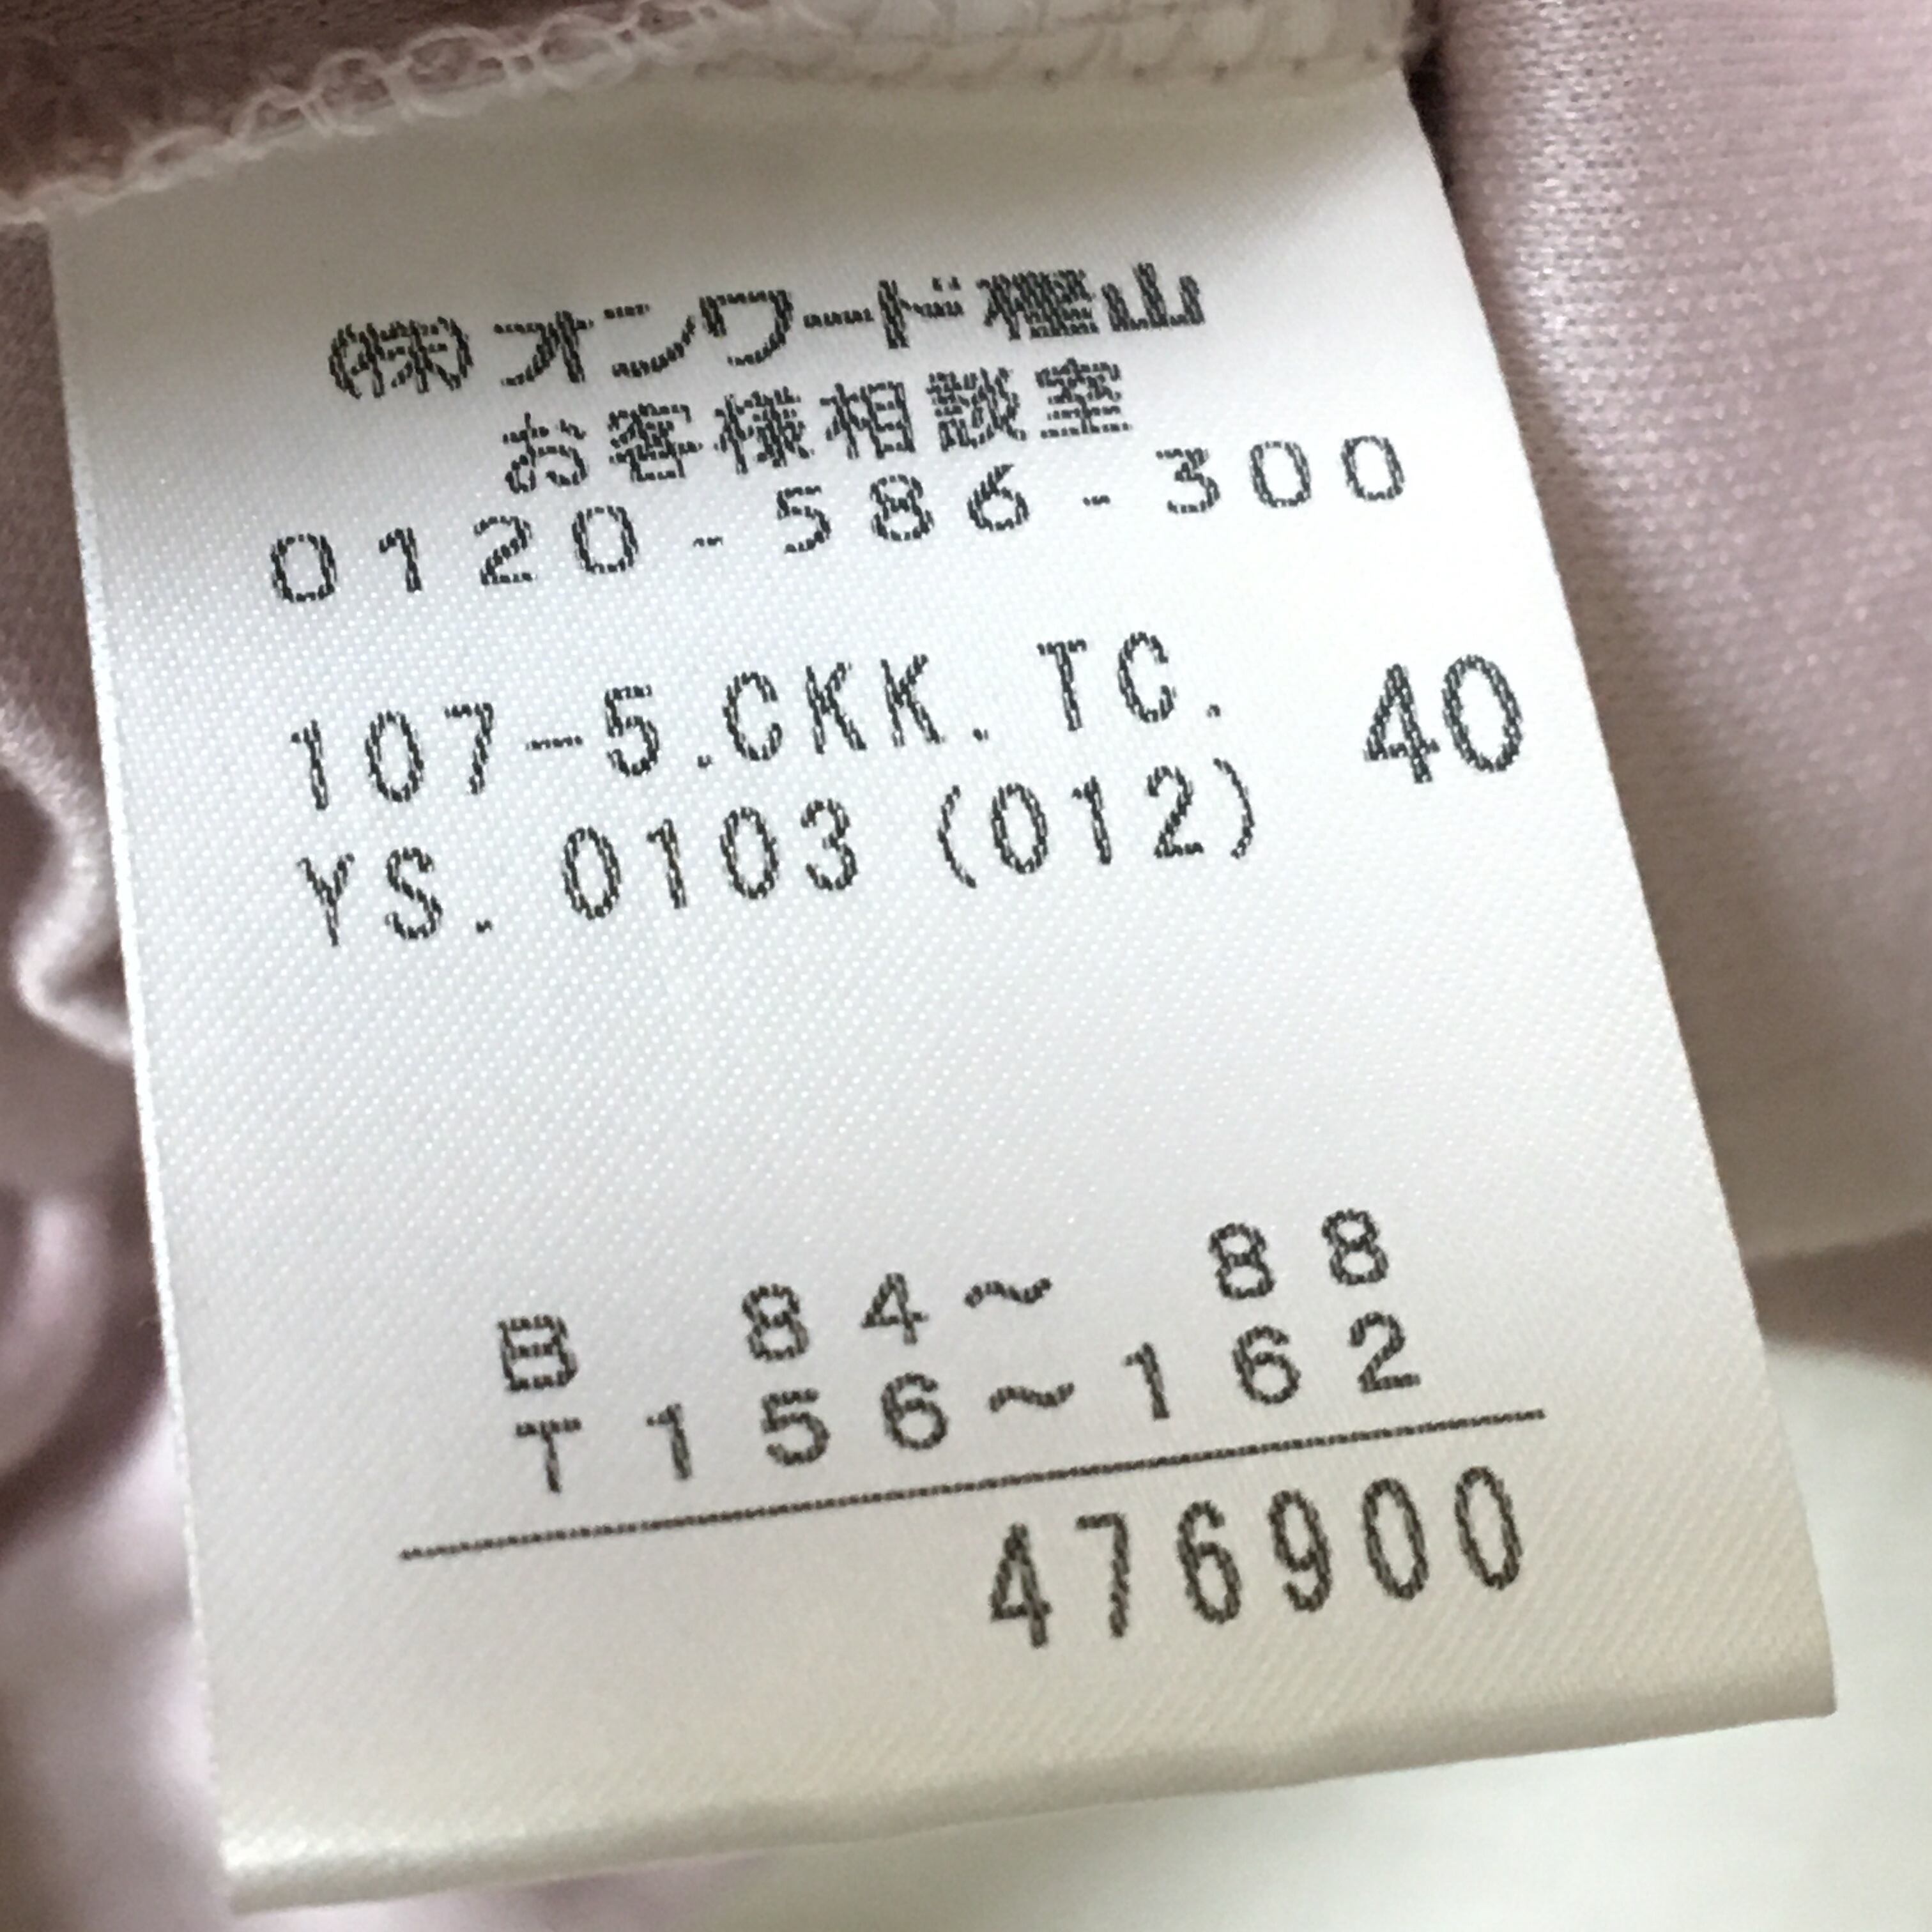 ㈱オンワード樫山
お客様相談室
0120-586-300
107-5.CKK.TC. 40
YS.0103(012)
B 84～ 88
T156～162
476900